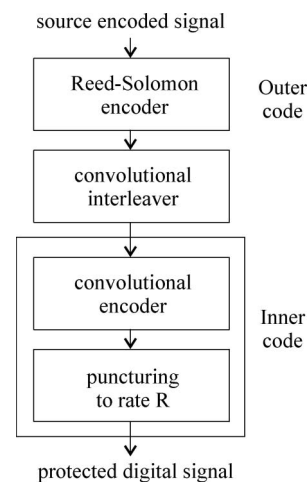 source encoded signal
Reed-Solomon
encoder
Outer
code
convolutional
interleaver
convolutional
encoder
Inner
code
puncturing
to rate R
protected digital signal